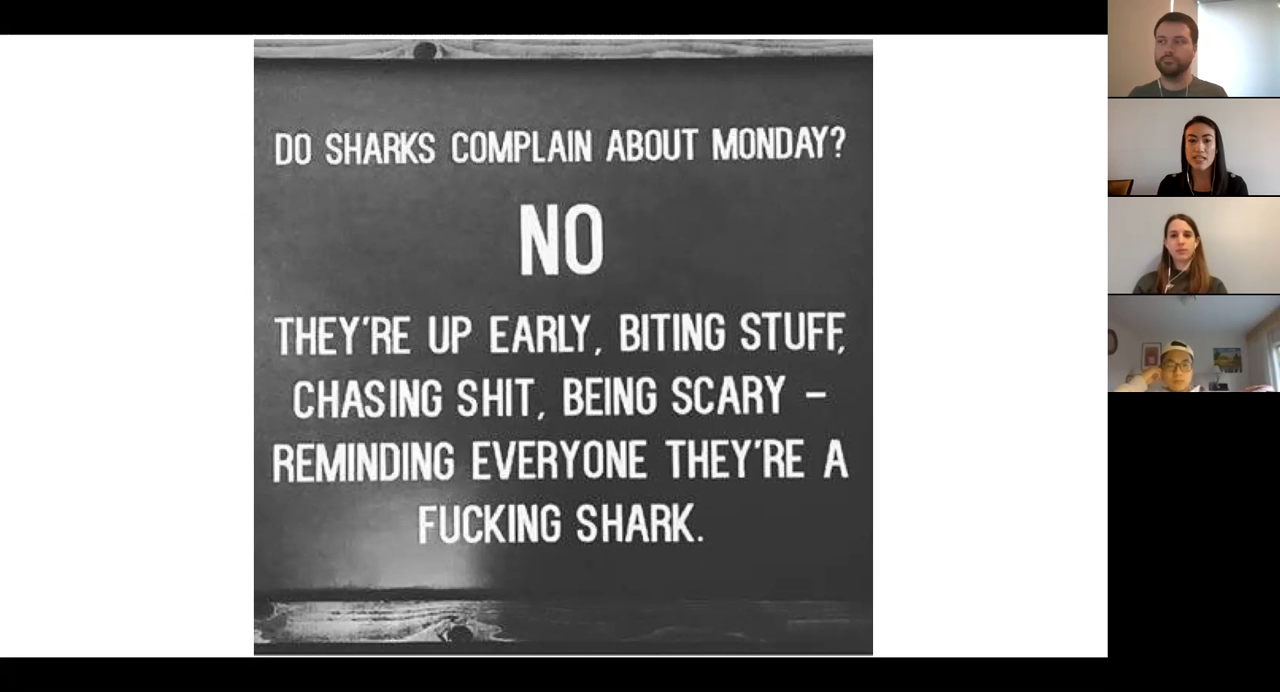 DO SHARKS COMPLAIN ABOUT MONDAY?
NO
THEY'RE UP EARLY, BITING STUFF,
CHASING SHIT, BEING SCARY –
REMINDING EVERYONE THEY'RE A
FUCKING SHARK.